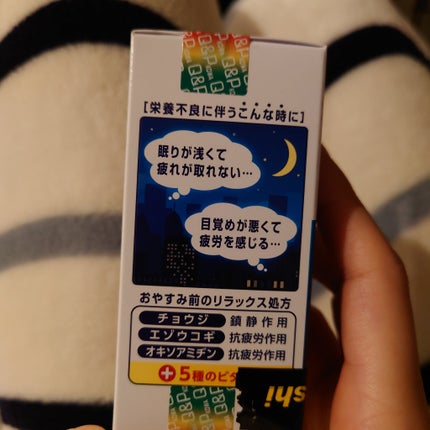 Q&P
[栄養不良に伴うこんな時に]
眠りが浅くて
疲れが取れない…
目覚めが悪くて
疲労を感じる…
おやすみ前のリラックス処方
チョウジ 鎮静作用
エゾウコギ 抗疲労作用
オキソアミヂン 抗疲労作用
+5種のビタ
shi